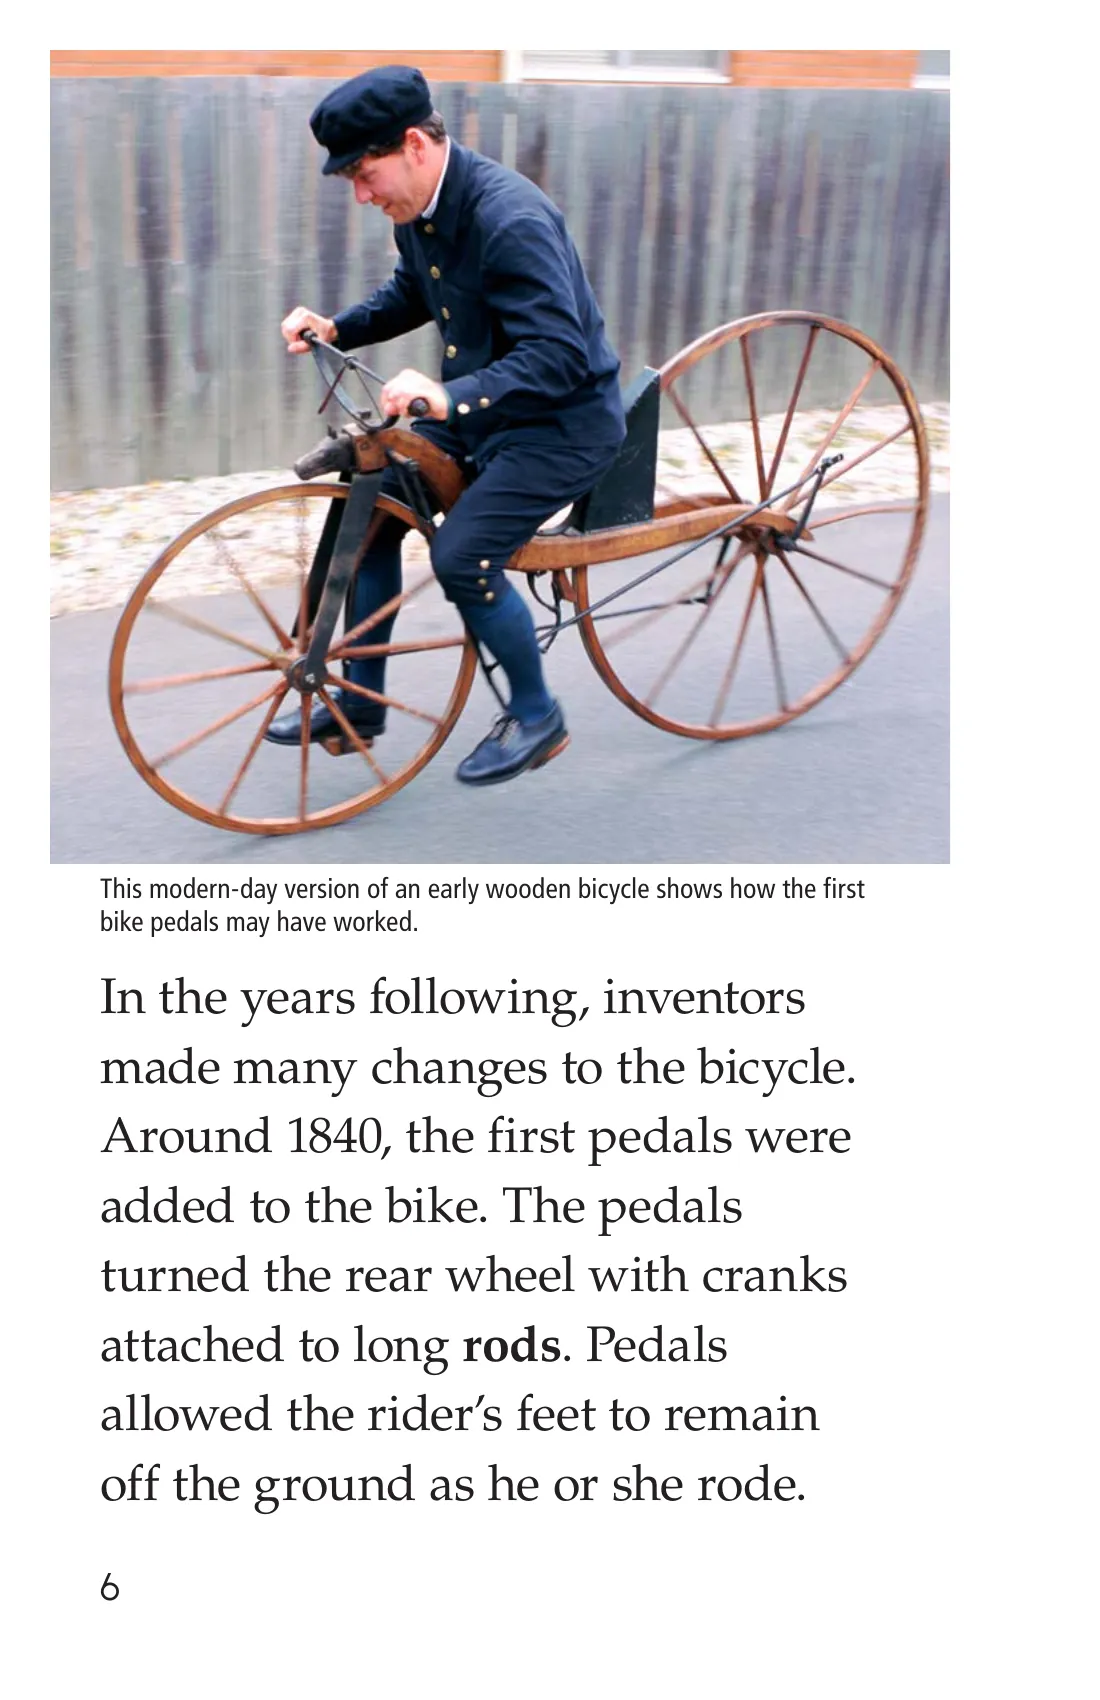 This modern-day version of an early wooden bicycle shows how the first
bike pedals may have worked.
In the years following, inventors
made many changes to the bicycle.
Around 1840, the first pedals were
added to the bike. The pedals
turned the rear wheel with cranks
attached to long rods. Pedals
allowed the rider’s feet to remain
off the ground as he or she rode.
6